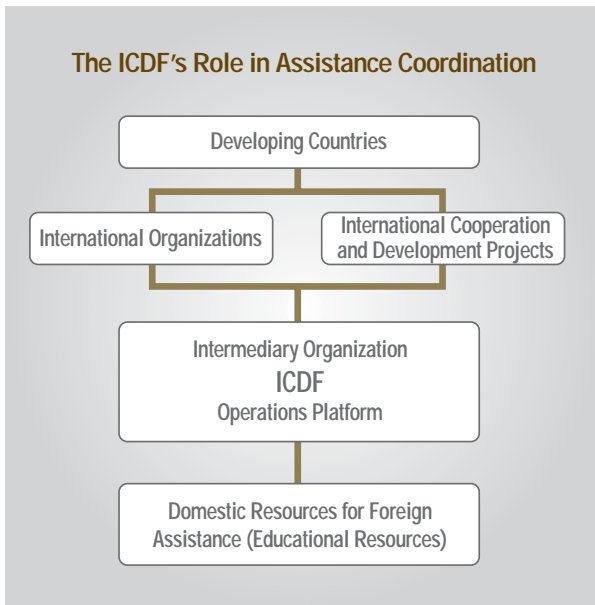 The ICDF's Role in Assistance Coordination
Developing Countries
International Organizations
International Cooperation
and Development Projects
Intermediary Organization
ICDF
Operations Platform
Domestic Resources for Foreign
Assistance (Educational Resources)